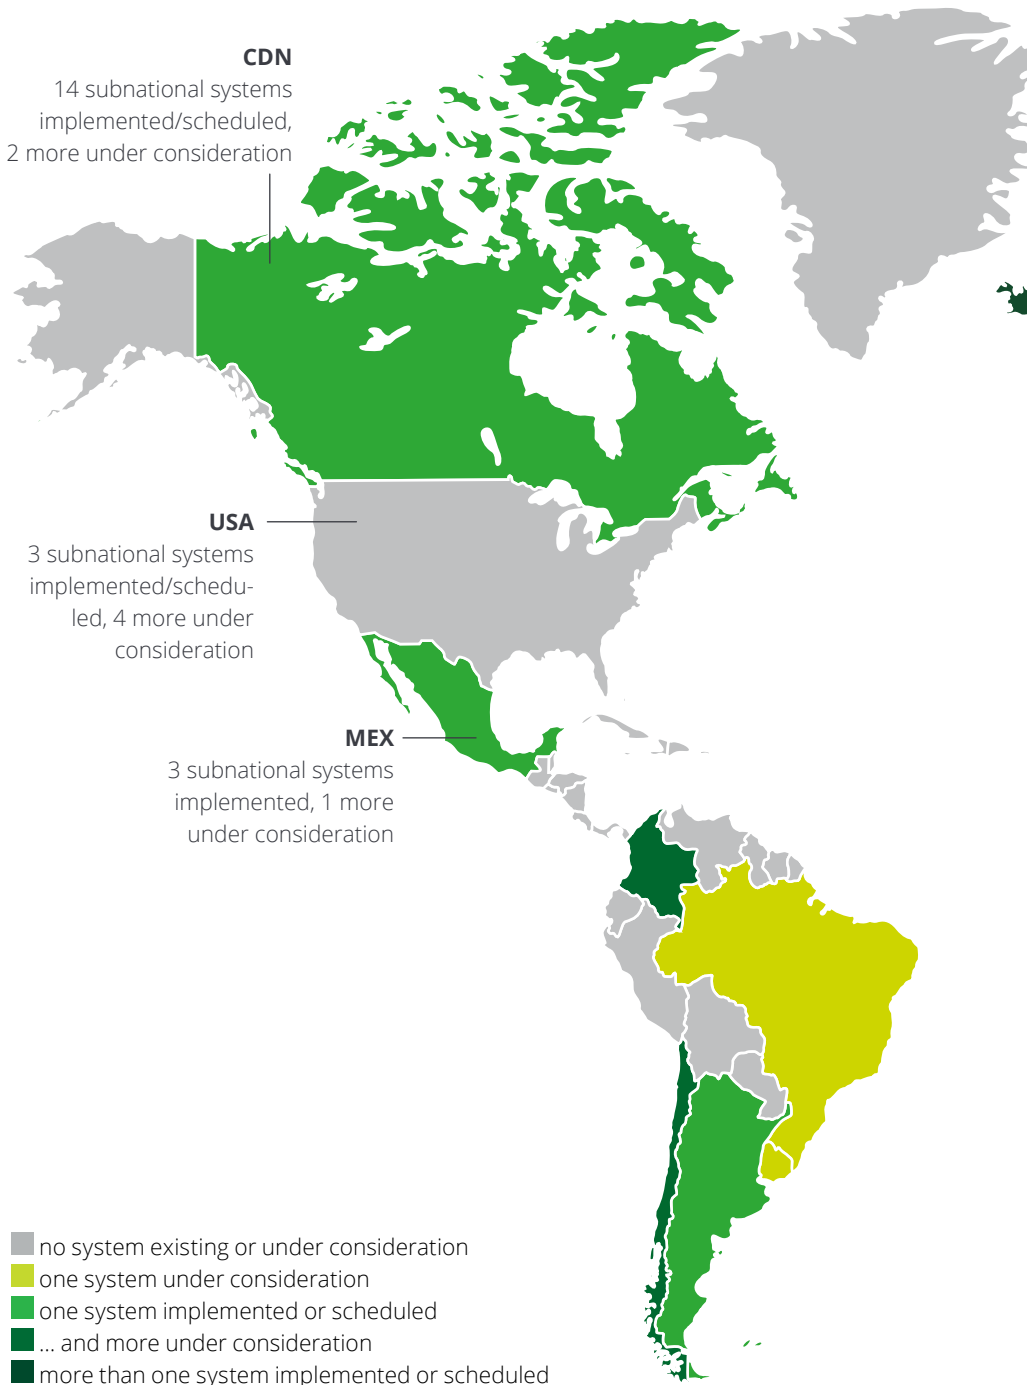 CDN
14 subnational systems
implemented/scheduled,
2 more under consideration
USA
3 subnational systems
implemented/schedu-
led, 4 more under
consideration
MEX
3 subnational systems
implemented, 1 more
under consideration
no system existing or under consideration
one system under consideration
one system implemented or scheduled
... and more under consideration
more than one system implemented or scheduled